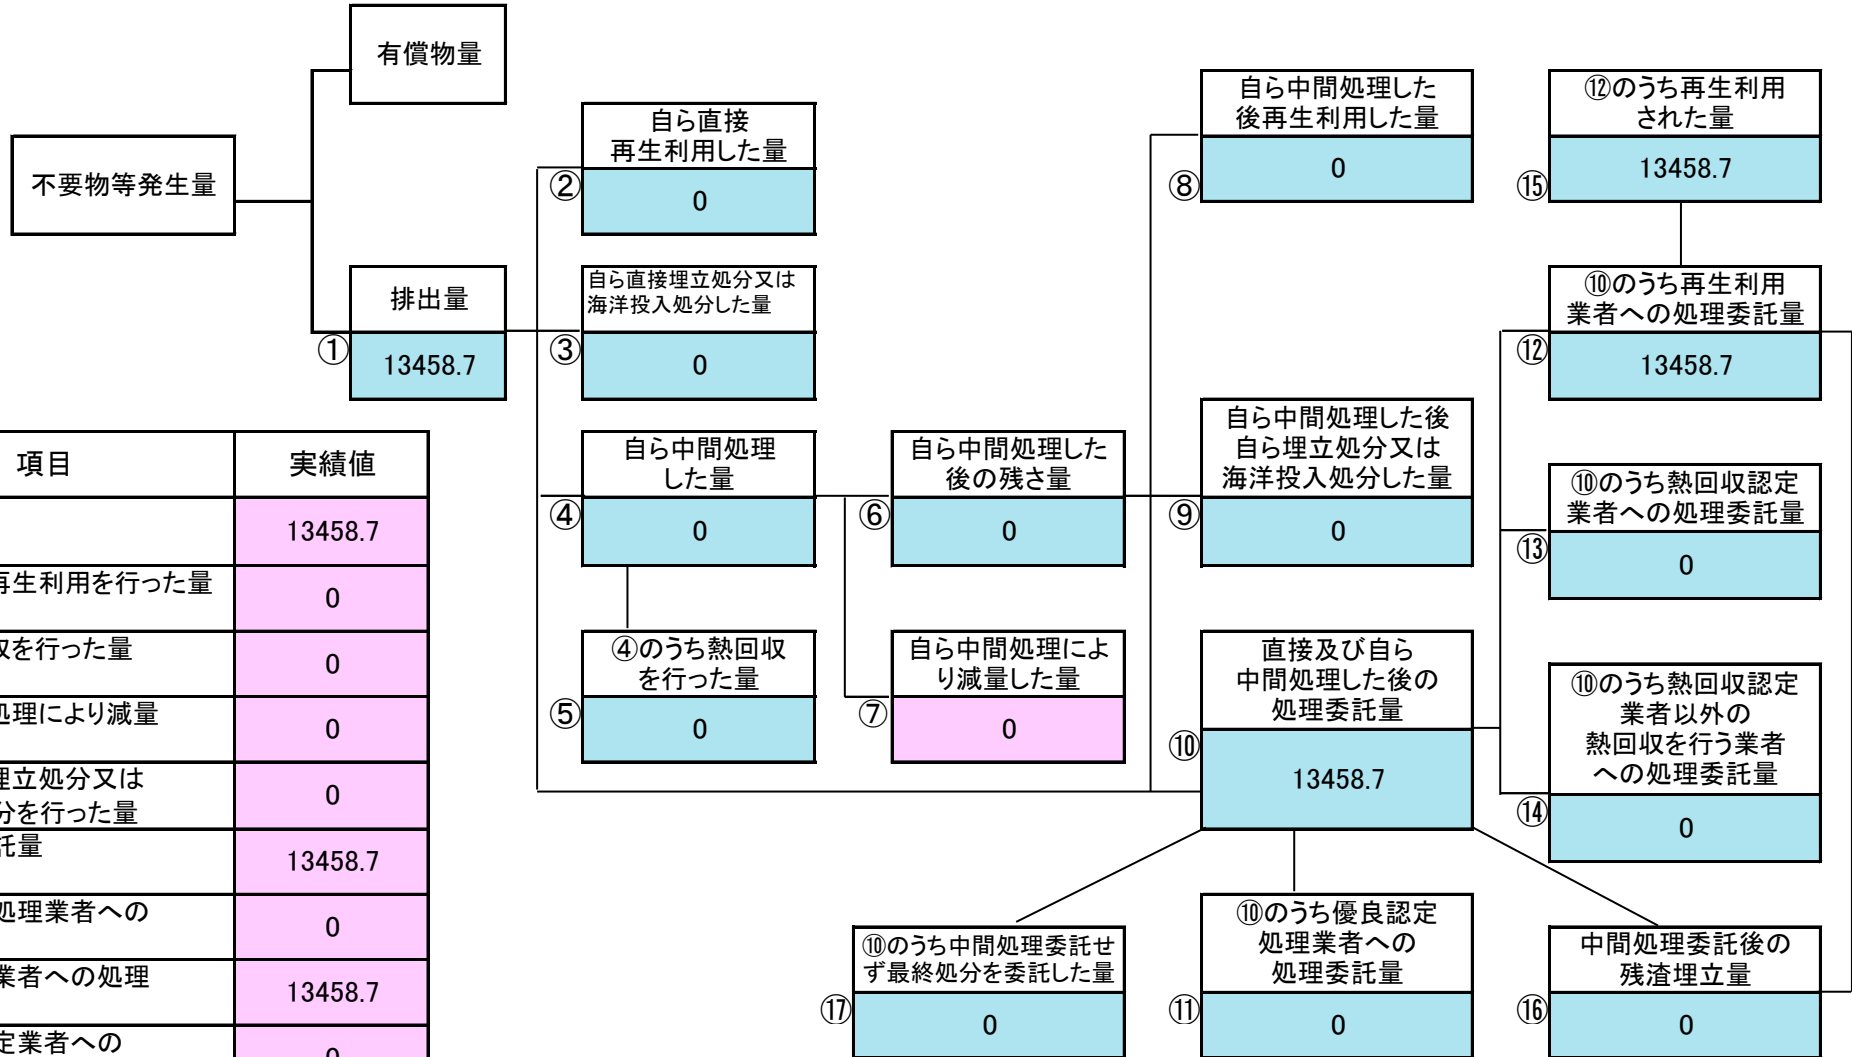 有償物量
不要物等発生量
排出量
①
13458.7
自ら直接
再生利用した量
②
0
自ら直接埋立処分又は
海洋投入処分した量
③
0
自ら中間処理
した量
④
0
④のうち熱回収
を行った量
⑤
0
自ら中間処理した
後の残さ量
⑥
0
自ら中間処理によ
り減量した量
⑦
0
自ら中間処理した
後再生利用した量
⑧
0
自ら中間処理した後
自ら埋立処分又は
海洋投入処分した量
⑨
0
直接及び自ら
中間処理した後の
処理委託量
⑩
13458.7
⑫のうち再生利用
された量
⑮
13458.7
⑩のうち再生利用
業者への処理委託量
⑫
13458.7
⑩のうち熱回収認定
業者への処理委託量
⑬
0
⑩のうち熱回収認定
業者以外の
熱回収を行う業者
への処理委託量
⑭
0
⑩のうち中間処理委託せ
ず最終処分を委託した量
⑰
0
⑩のうち優良認定
処理業者への
処理委託量
⑪
0
中間処理委託後の
残渣埋立量
⑯
0
項目 実績値
13458.7
再生利用を行った量 0
収を行った量 0
処理により減量 0
埋立処分又は
分を行った量 0
託量 13458.7
処理業者への 0
業者への処理 13458.7
定業者への 0